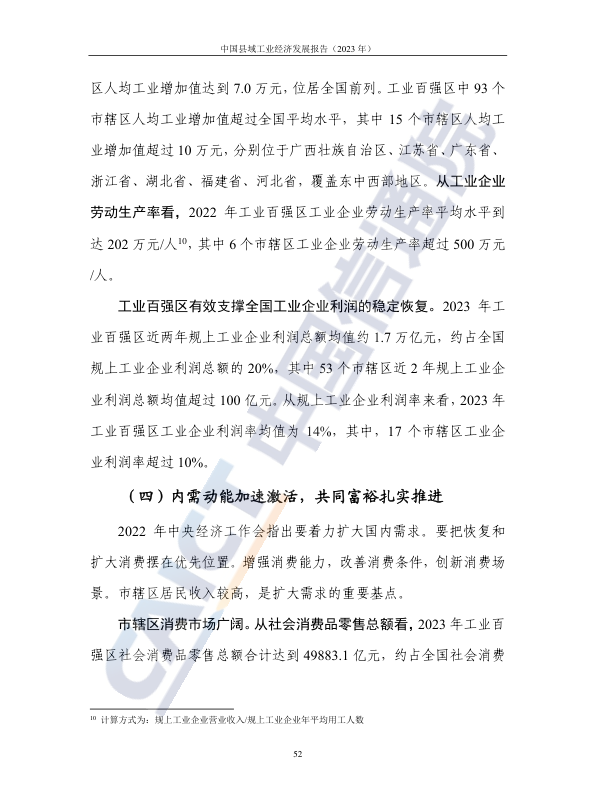 中国县域工业经济发展报告（2023 年）
区人均工业增加值达到 7.0 万元，位居全国前列。工业百强区中 93 个
市辖区人均工业增加值超过全国平均水平，其中 15 个市辖区人均工
业增加值超过 10 万元，分别位于广西壮族自治区、江苏省、广东省、
浙江省、湖北省、福建省、河北省，覆盖东中西部地区。从工业企业
劳动生产率看，2022 年工业百强区工业企业劳动生产率平均水平到
达 202 万元/人10，其中 6 个市辖区工业企业劳动生产率超过 500 万元
/人。
工业百强区有效支撑全国工业企业利润的稳定恢复。2023 年工
业百强区近两年规上工业企业利润总额均值约 1.7 万亿元，约占全国
规上工业企业利润总额的 20%，其中 53 个市辖区近 2 年规上工业企
业利润总额均值超过 100 亿元。从规上工业企业利润率来看，2023 年
工业百强区工业企业利润率均值为 14%，其中，17 个市辖区工业企
业利润率超过 10%。
（四）内需动能加速激活，共同富裕扎实推进
2022 年中央经济工作会指出要着力扩大国内需求。要把恢复和
扩大消费摆在优先位置。增强消费能力，改善消费条件，创新消费场
景。市辖区居民收入较高，是扩大需求的重要基点。
市辖区消费市场广阔。从社会消费品零售总额看，2023 年工业百
强区社会消费品零售总额合计达到 49883.1 亿元，约占全国社会消费
10 计算方式为：规上工业企业营业收入/规上工业企业年平均用工人数
52
CAICT 中国信通院